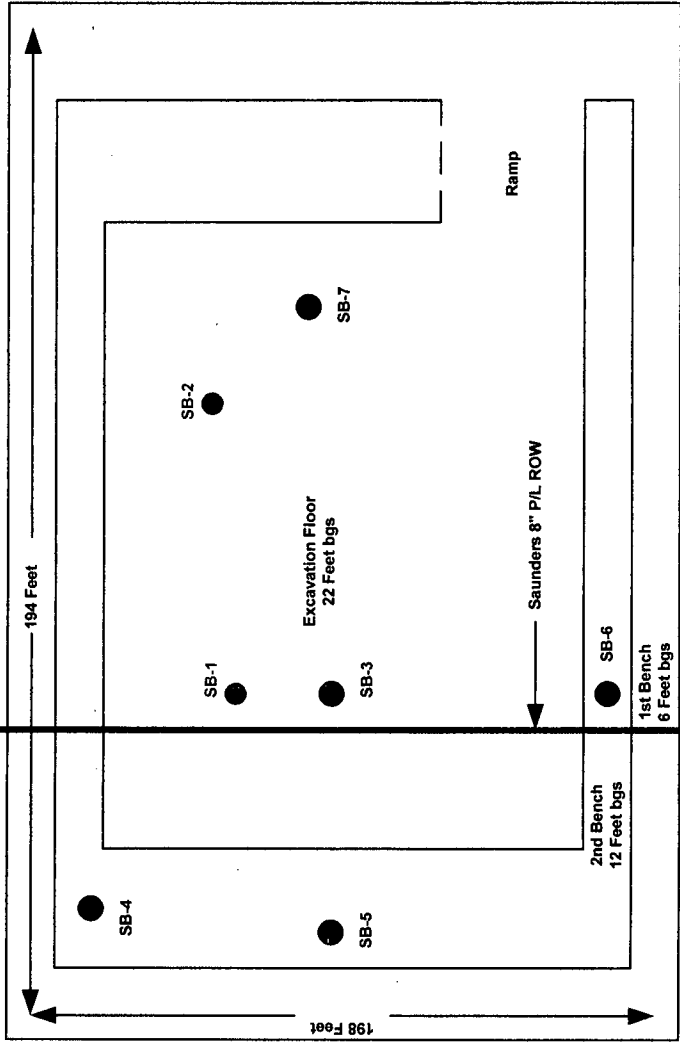 194 Feet
198 Feet
Ramp
SB-7
SB-2
Excavation Floor
22 Feet bgs
Saunders 8" P/L ROW
SB-1
SB-3
SB-6
1st Bench
6 Feet bgs
2nd Bench
12 Feet bgs
SB-4
SB-5